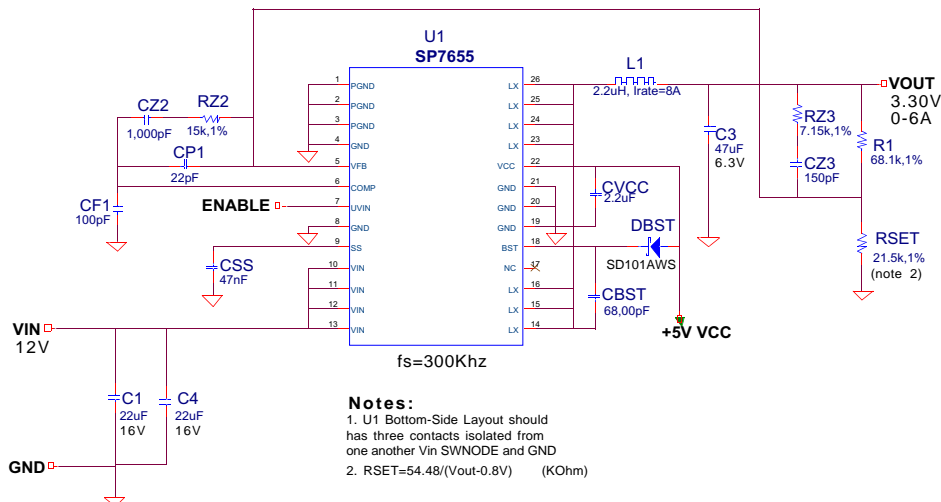 U1
SP7655
1
PGND
2
PGND
3
PGND
4
GND
5
VFB
6
COMP
7
UVIN
8
GND
9
SS
10
VIN
11
VIN
12
VIN
13
VIN
26
LX
25
LX
24
LX
23
LX
22
VCC
21
GND
20
GND
19
GND
18
BST
17
NC
16
LX
15
LX
14
LX
fs=300Khz
CZ2
1,000pF
RZ2
15k,1%
CP1
22pF
CF1
100pF
ENABLE
CSS
47nF
VIN
12V
C1
22uF
16V
C4
22uF
16V
GND
L1
2.2uH, Irate=8A
VOUT
3.30V
0-6A
C3
47uF
6.3V
RZ3
7.15k,1%
CZ3
150pF
R1
68.1k,1%
RSET
21.5k,1%
(note 2)
CVCC
2.2uF
DBST
SD101AWS
CBST
68,00pF
+5V VCC
Notes:
1. U1 Bottom-Side Layout should
has three contacts isolated from
one another Vin SWNODE and GND
2. RSET=54.48/(Vout-0.8V) (KOhm)